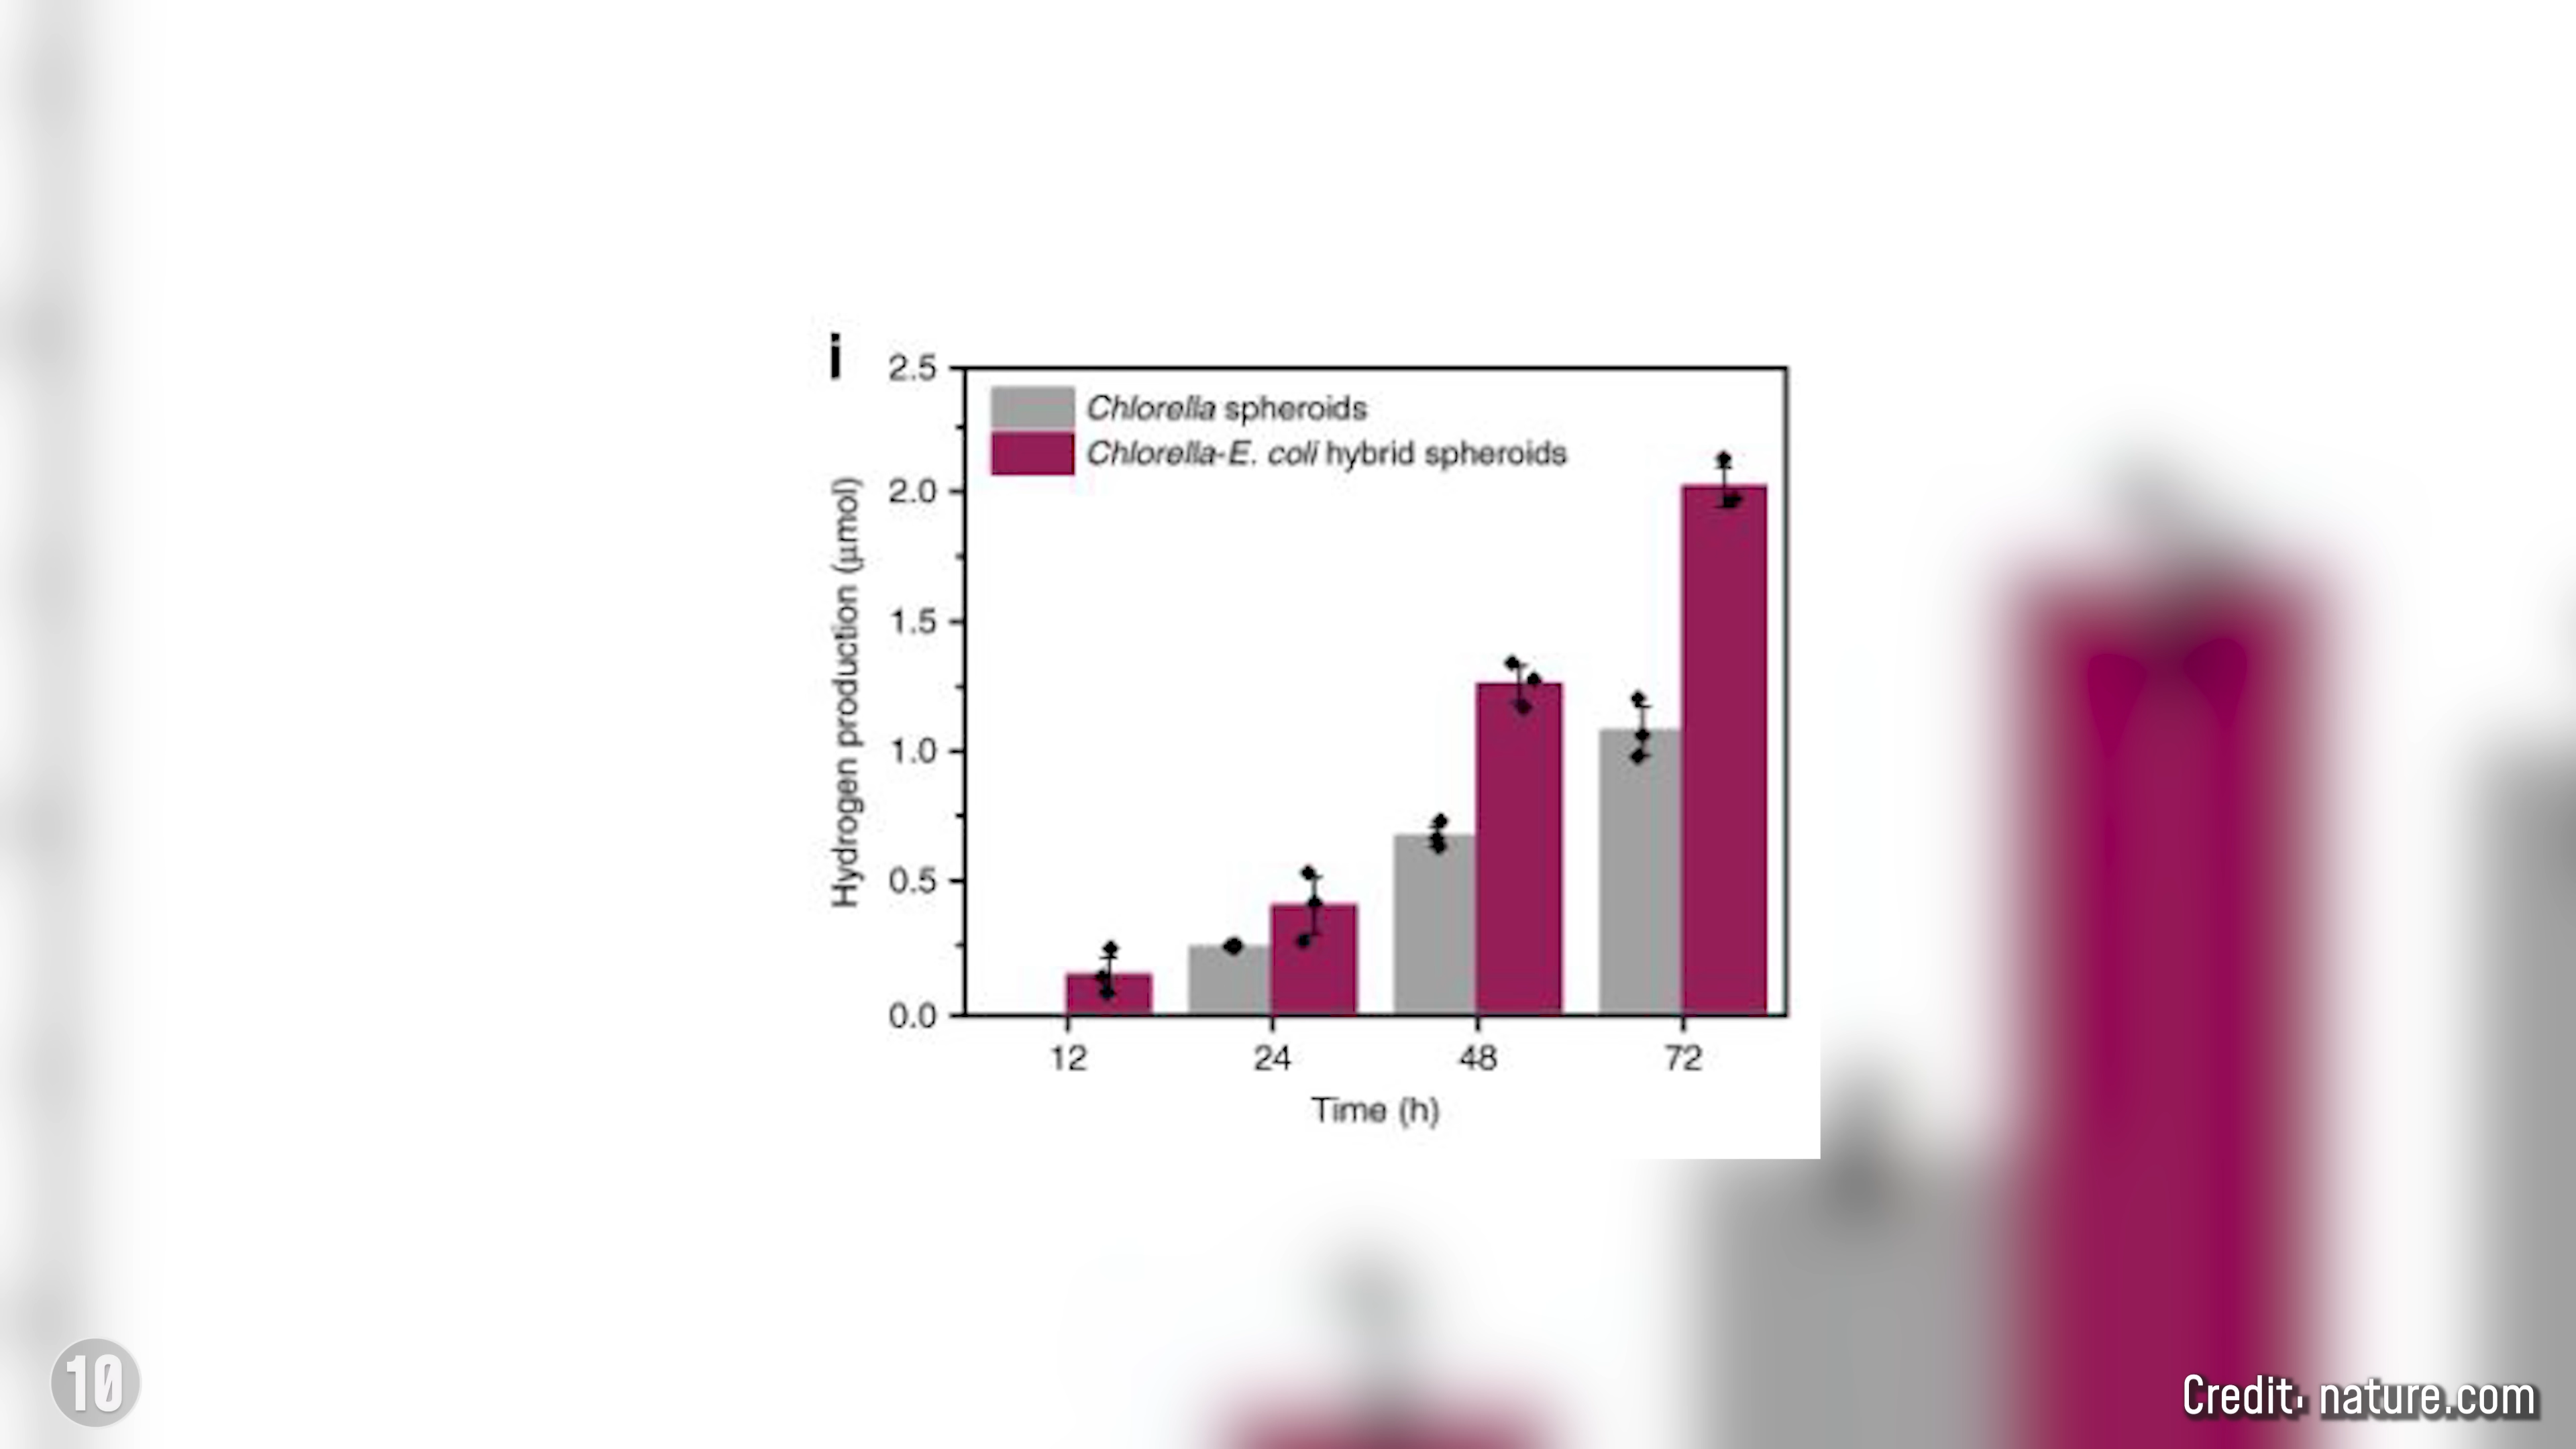 i
2.5
Chlorella spheroids
Chlorella-E. coli hybrid spheroids
2.0
1.5
1.0
0.5
0.0
Hydrogen production (μmol)
12 24 48 72
Time (h)
10
Credit: nature.com